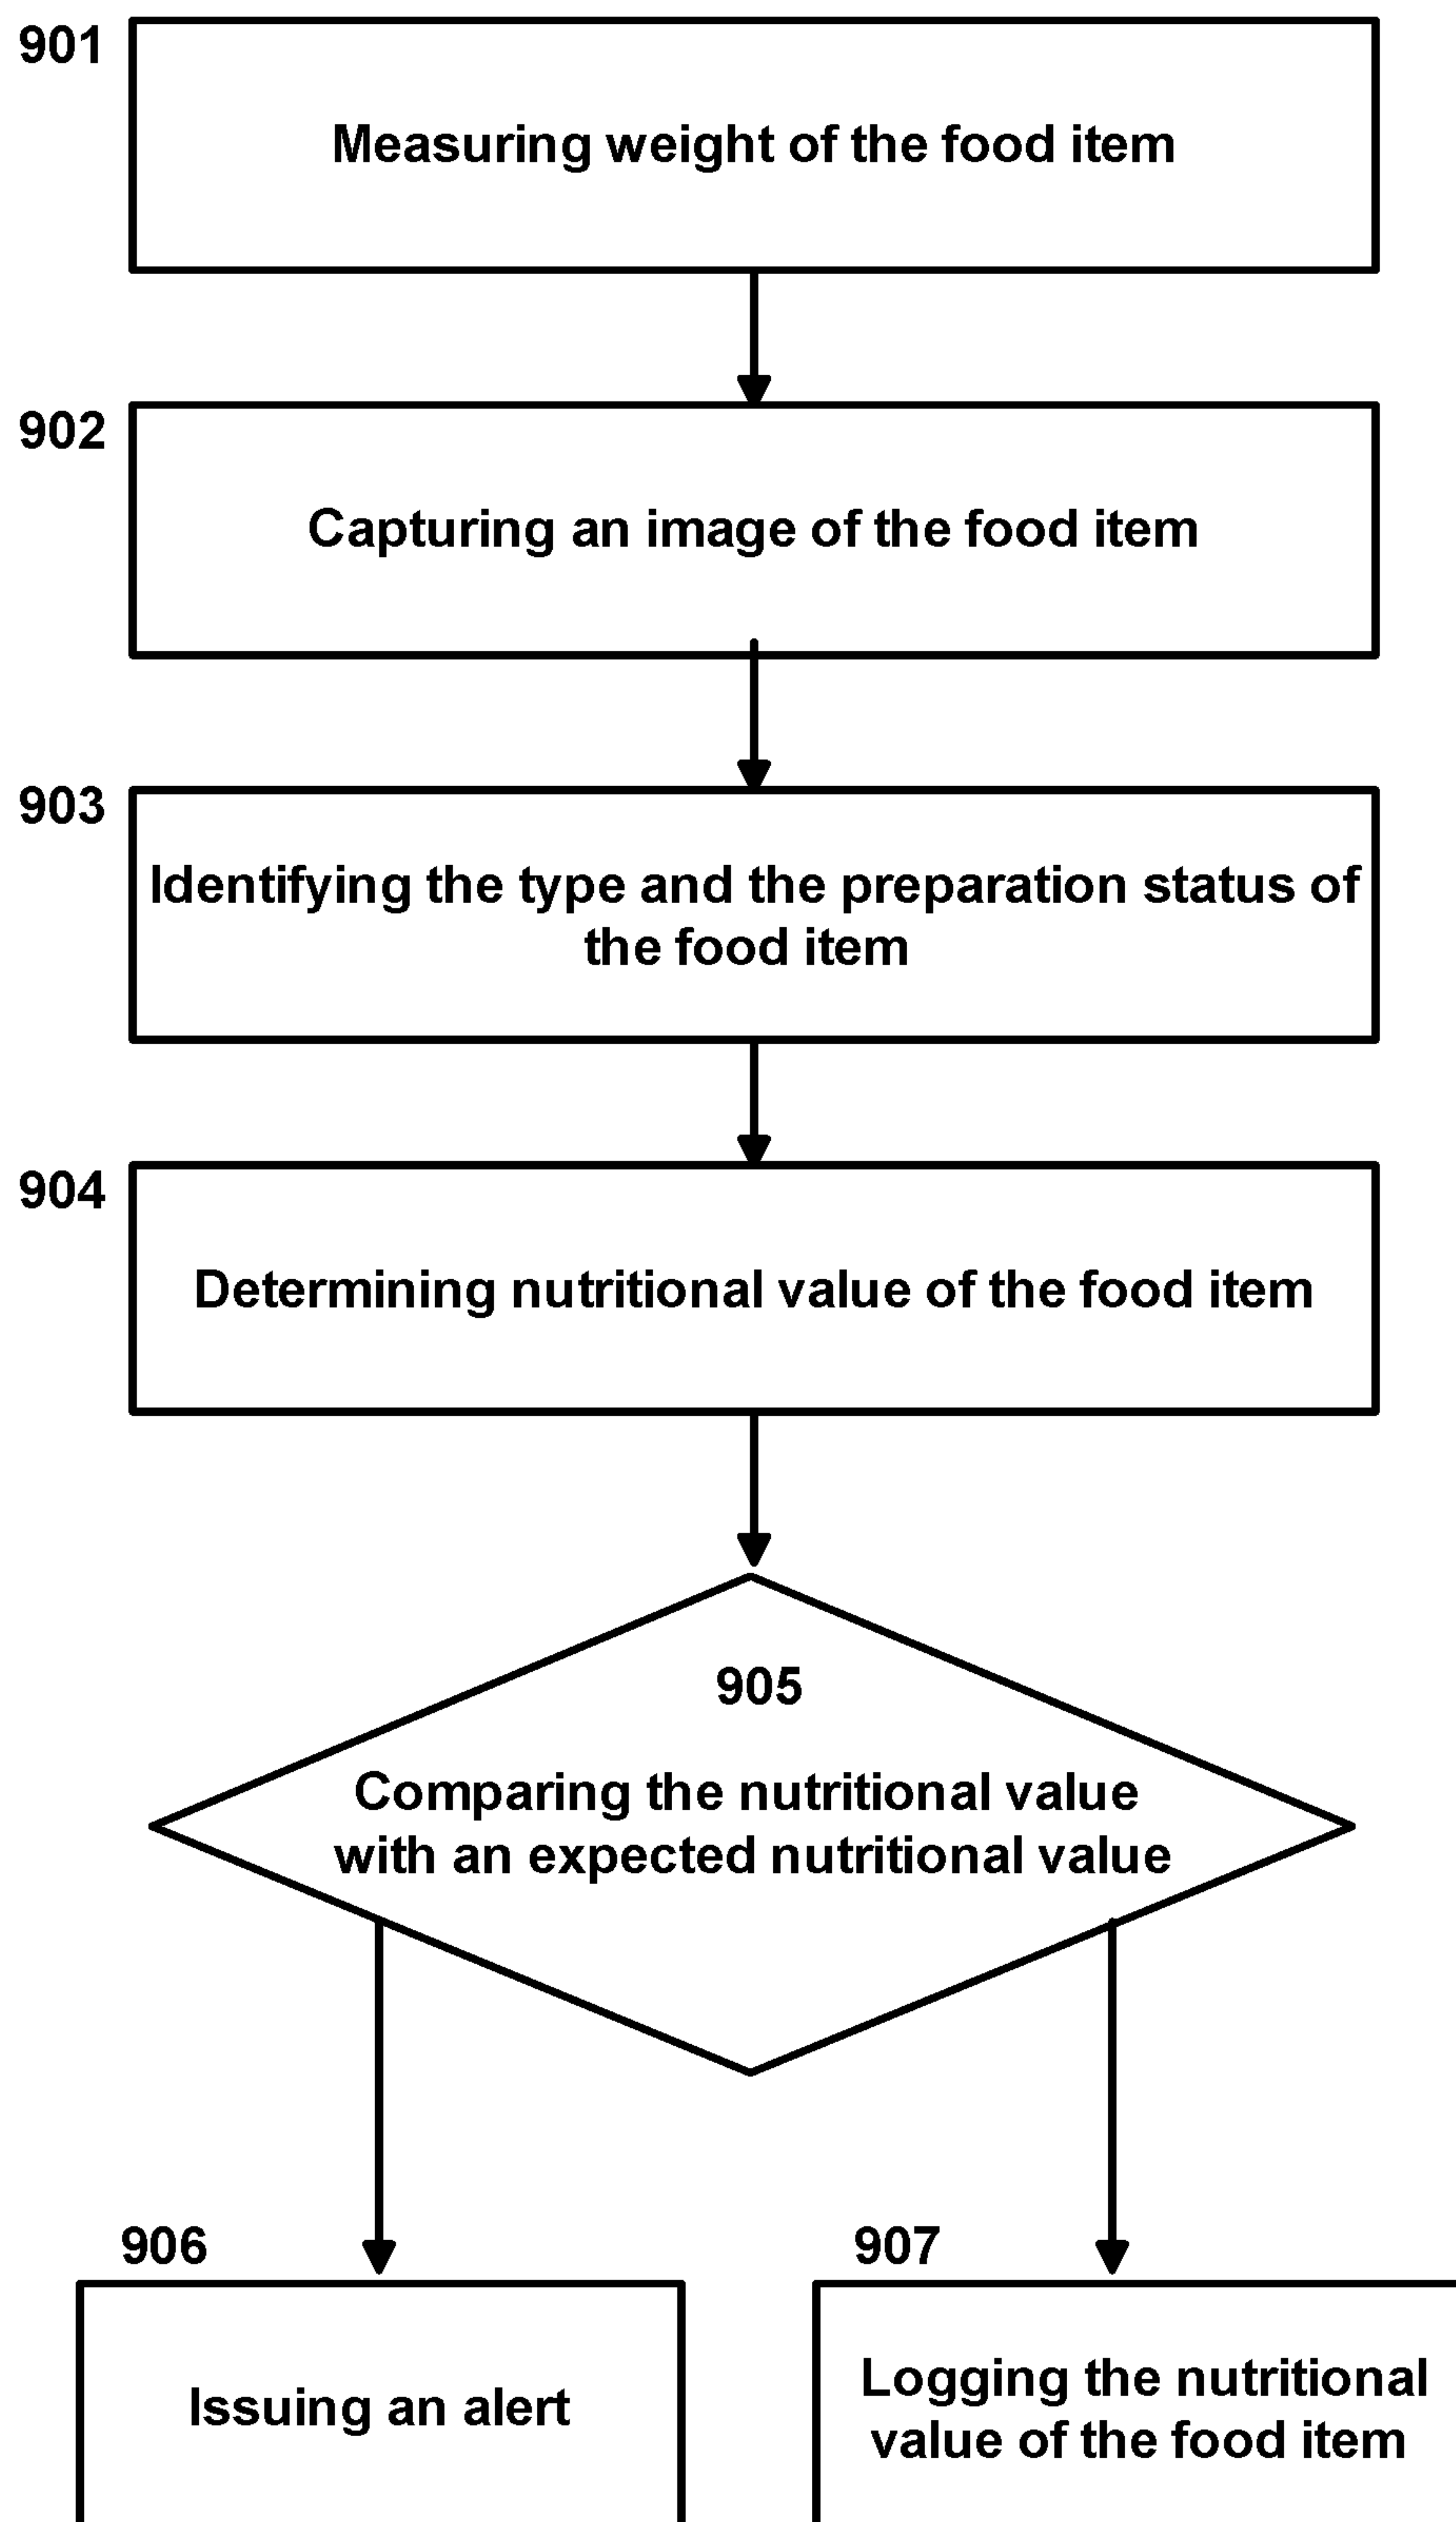 901
Measuring weight of the food item
902
Capturing an image of the food item
903
Identifying the type and the preparation status of
the food item
904
Determining nutritional value of the food item
905
Comparing the nutritional value
with an expected nutritional value
906
Issuing an alert
907
Logging the nutritional
value of the food item